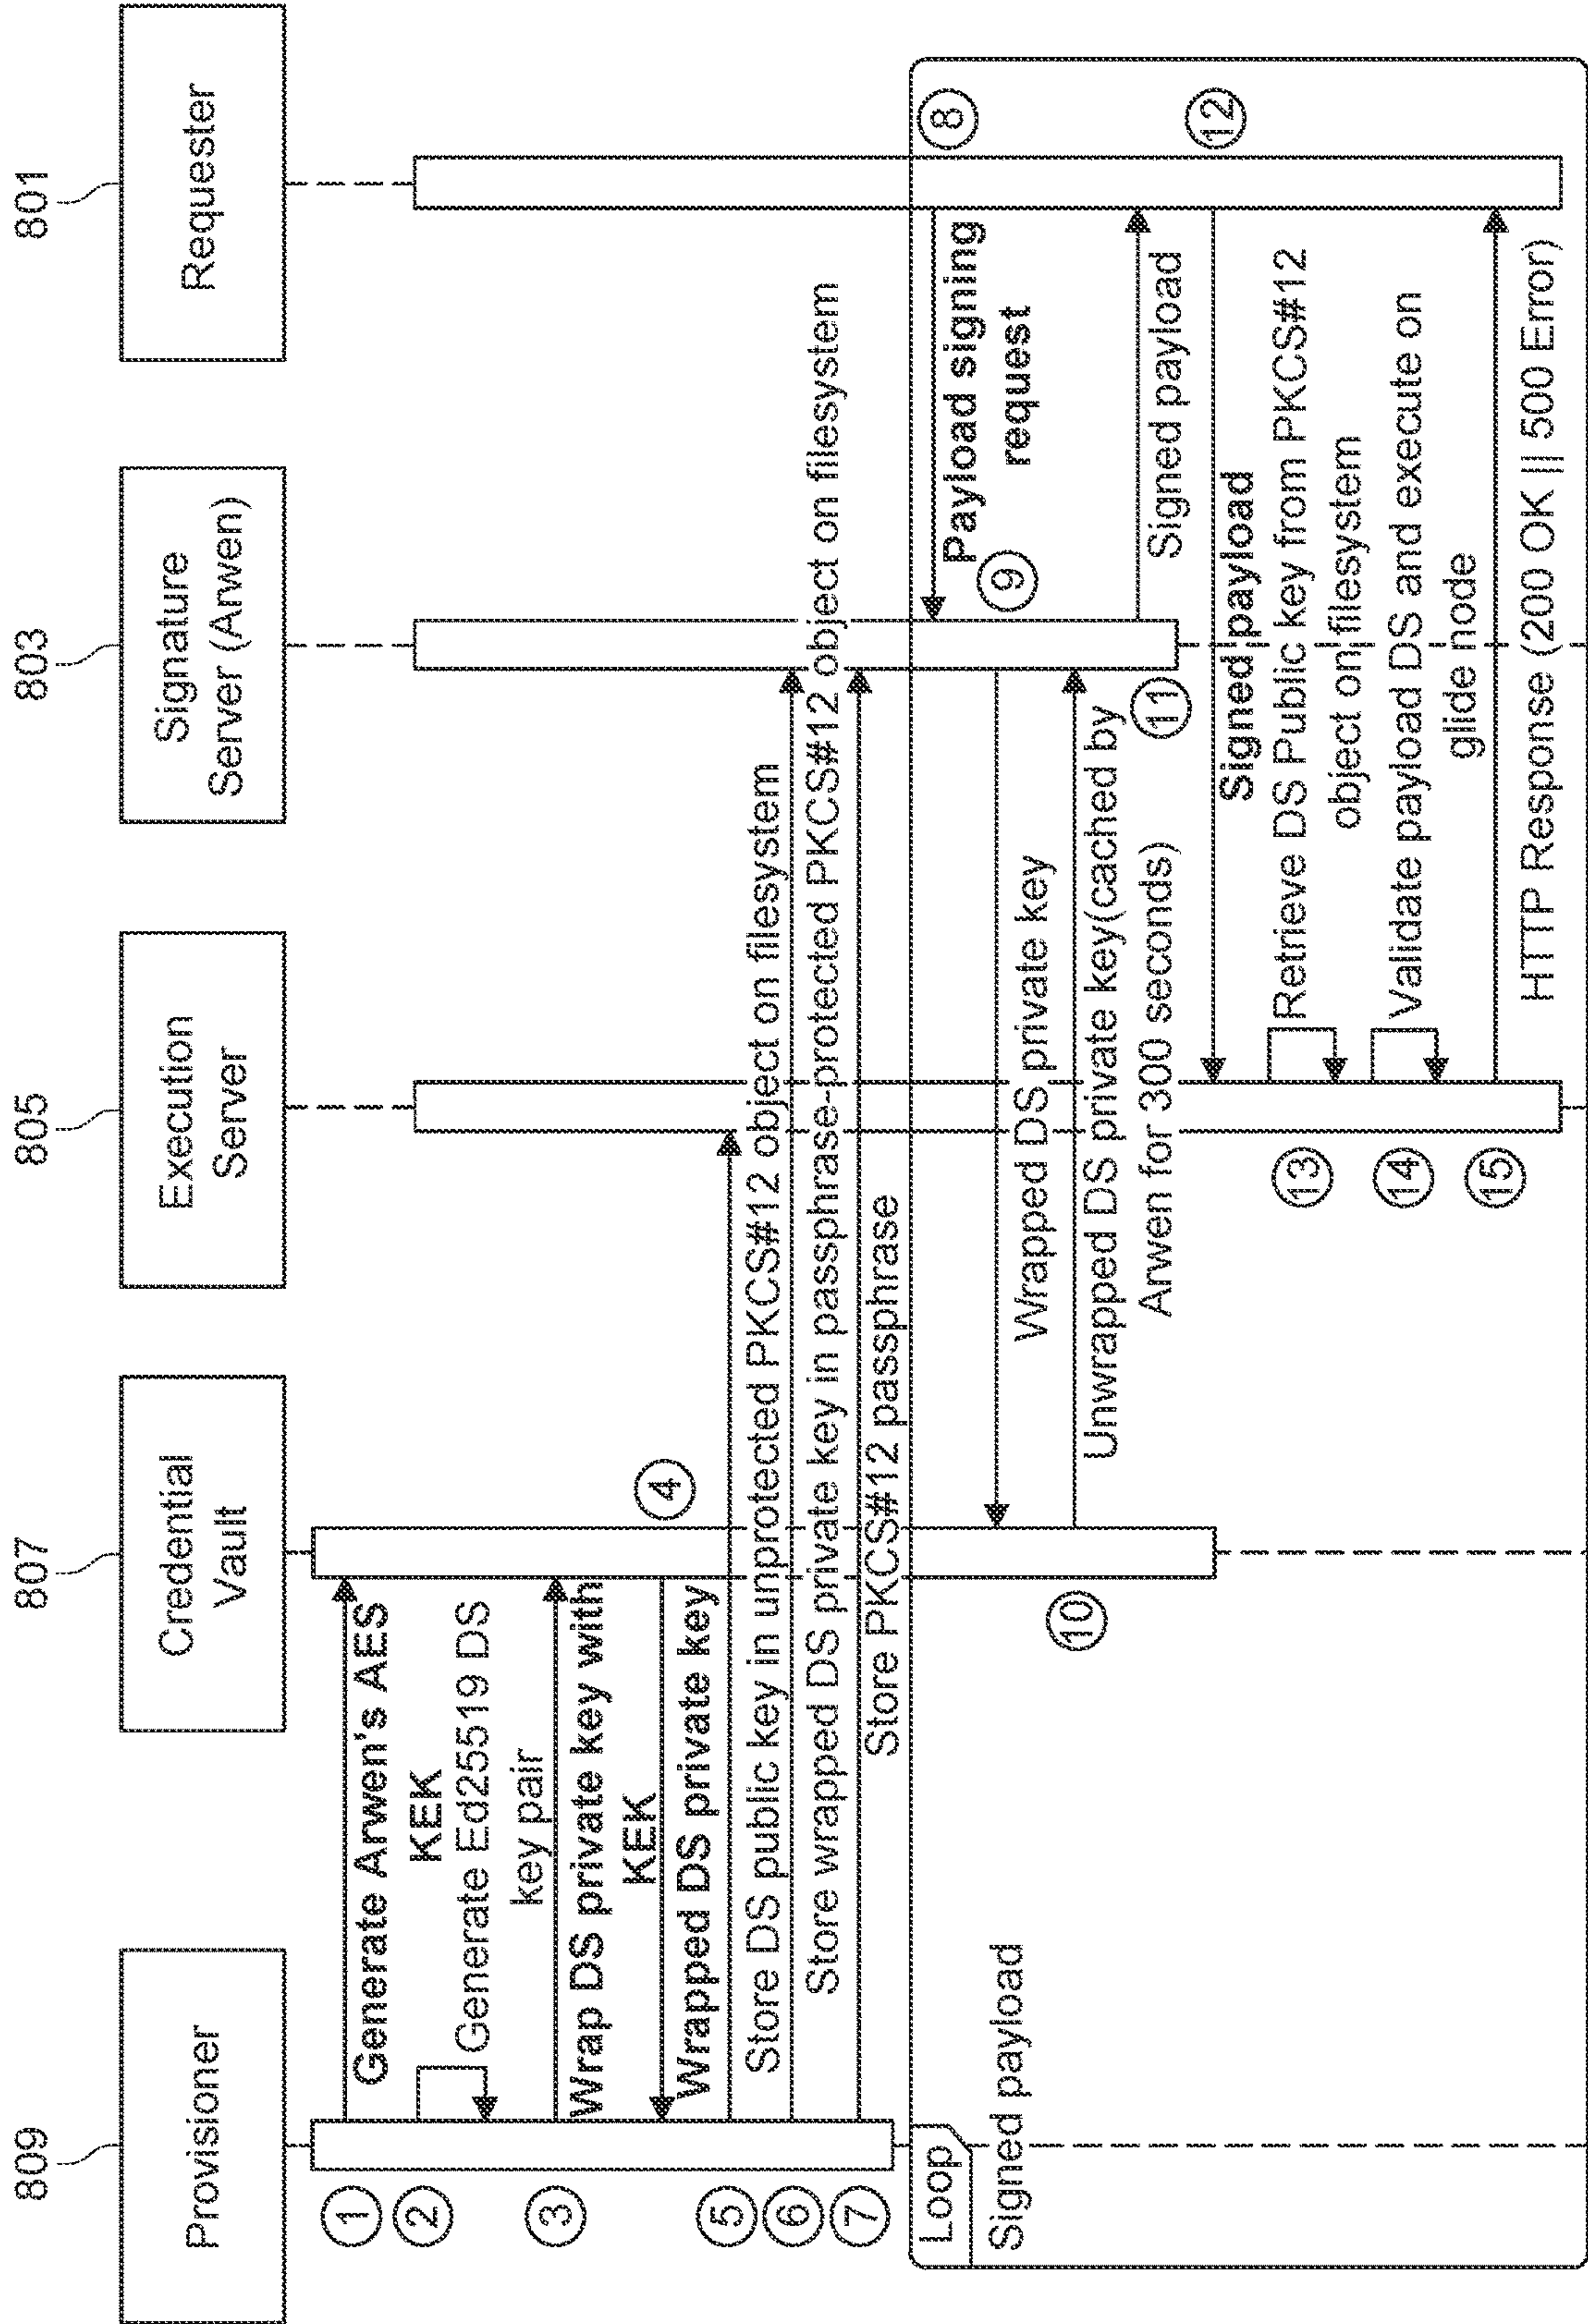 809
807
805
803
801
Provisioner
Credential
Vault
Execution
Server
Signature
Server (Arwen)
Requester
1
Generate Arwen's AES
KEK
2
Generate Ed25519 DS
key pair
3
Wrap DS private key with
KEK
4
Wrapped DS private key
5
Store DS public key in unprotected PKCS#12 object on filesystem
6
Store wrapped DS private key in passphrase-protected PKCS#12 object on filesystem
7
Store PKCS#12 passphrase
Loop
Signed payload
8
Payload signing
request
9
Wrapped DS private key
10
Unwrapped DS private key(cached by
Arwen for 300 seconds)
11
Signed payload
12
Signed payload
13
Retrieve DS Public key from PKCS#12
object on filesystem
14
Validate payload DS and execute on
glide node
15
HTTP Response (200 OK || 500 Error)